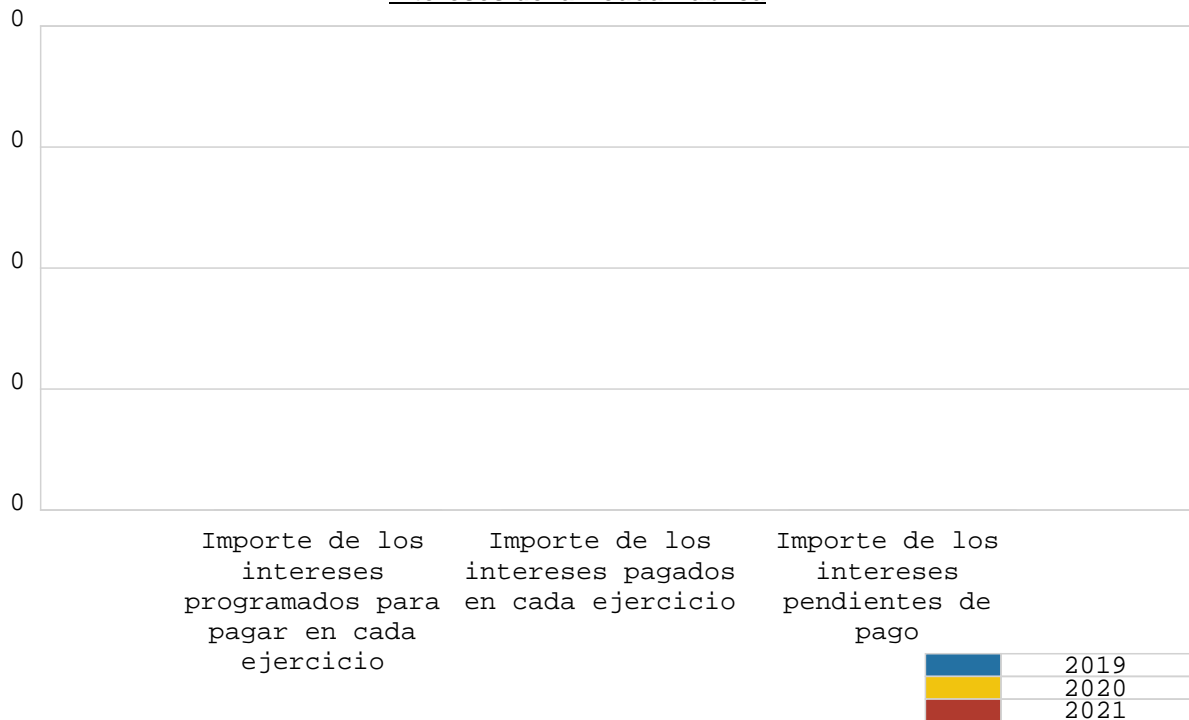 0
0
0
0
0
Importe de los
intereses
programados para
pagar en cada
ejercicio
Importe de los
intereses pagados
en cada ejercicio
Importe de los
intereses
pendientes de
pago
2019
2020
2021